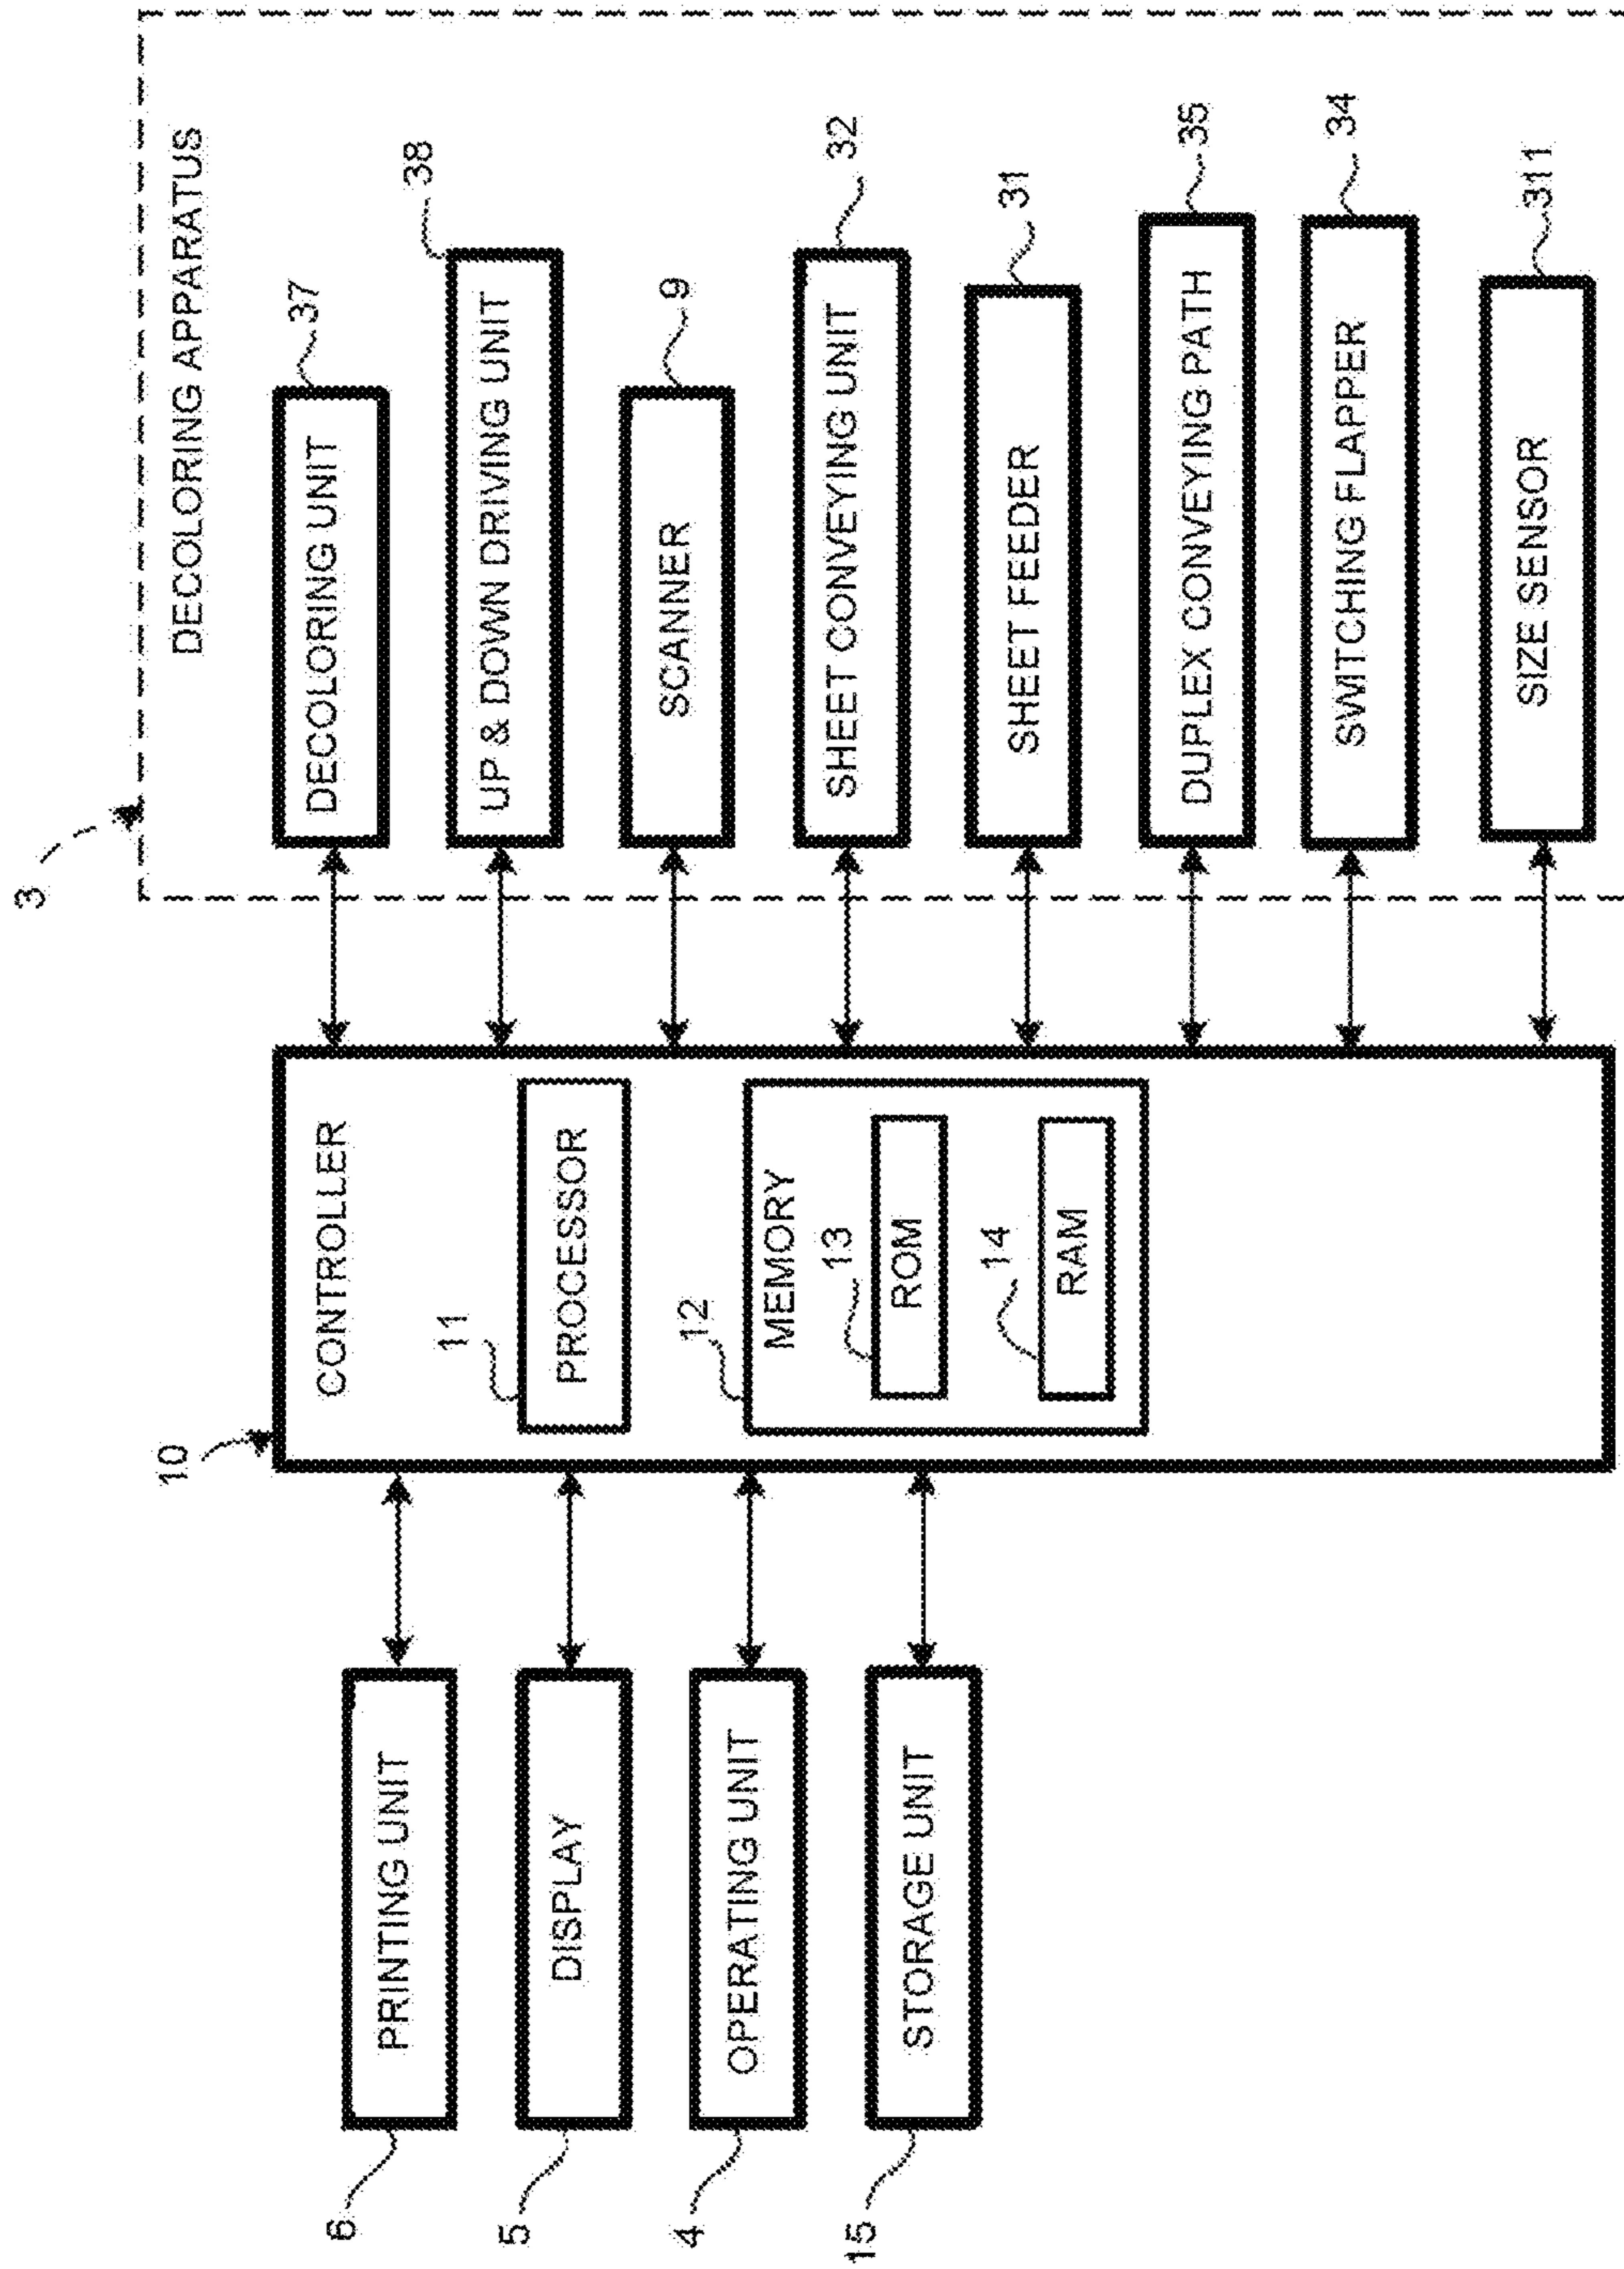 3
DECOLORING APPARATUS
10
CONTROLLER
6
PRINTING UNIT
5
DISPLAY
4
OPERATING UNIT
15
STORAGE UNIT
11
PROCESSOR
12
MEMORY
13
ROM
14
RAM
DECOLORING UNIT
37
UP & DOWN DRIVING UNIT
38
SCANNER
9
SHEET CONVEYING UNIT
32
SHEET FEEDER
31
DUPLEX CONVEYING PATH
35
SWITCHING FLAPPER
34
SIZE SENSOR
311